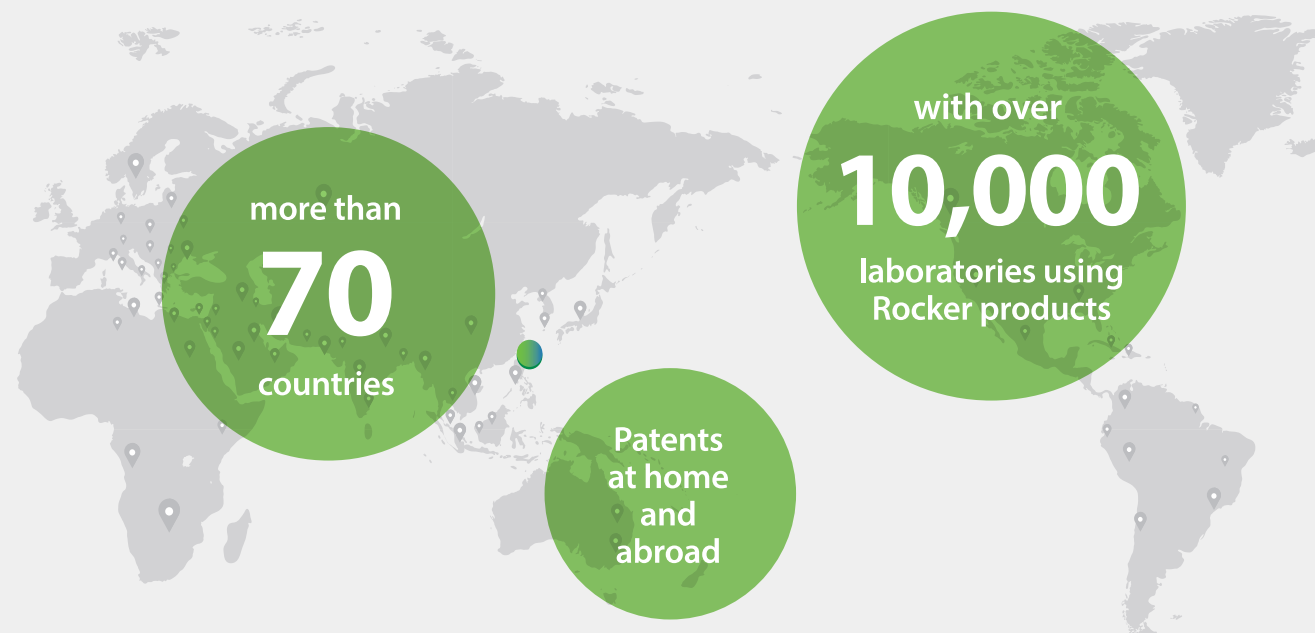 more than
70
countries
with over
10,000
laboratories using
Rocker products
Patents
at home
and
abroad